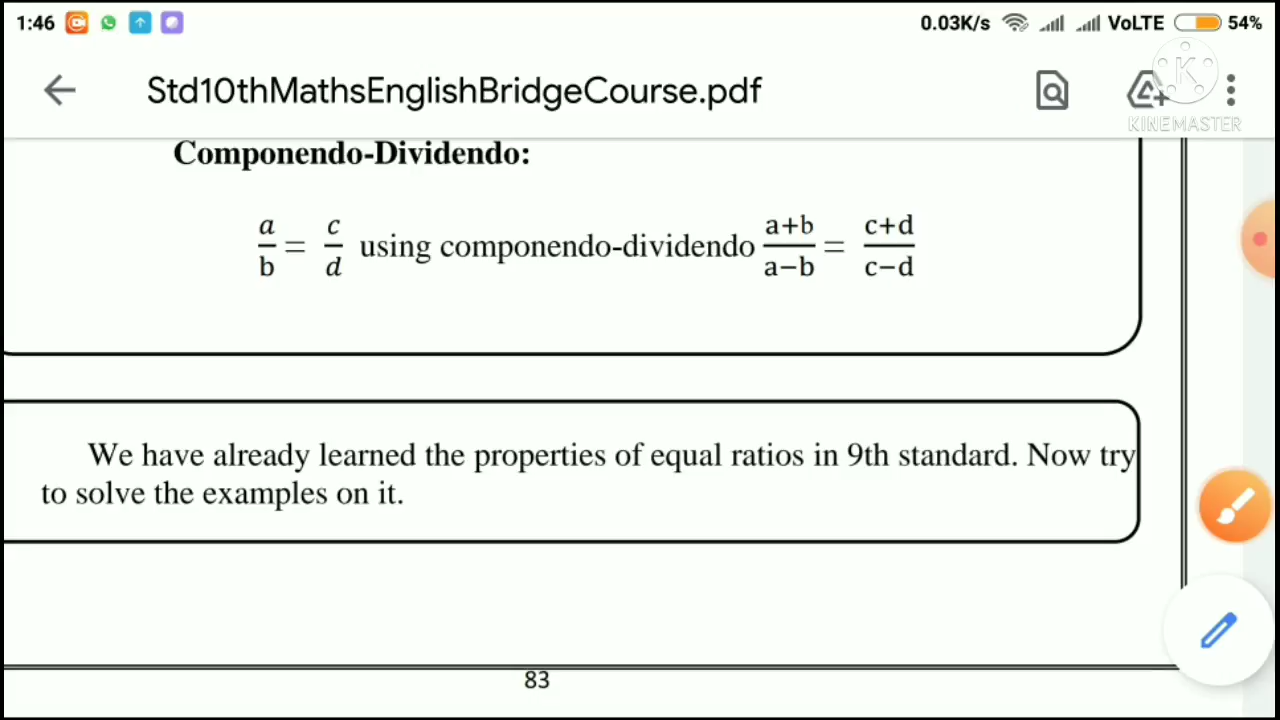 1:46 0.03K/s VoLTE 54%
Std10thMathsEnglishBridgeCourse.pdf
KINEMASTER
Componendo-Dividendo:
a/b = c/d using componendo-dividendo a+b/a−b = c+d/c−d
We have already learned the properties of equal ratios in 9th standard. Now try
to solve the examples on it.
83